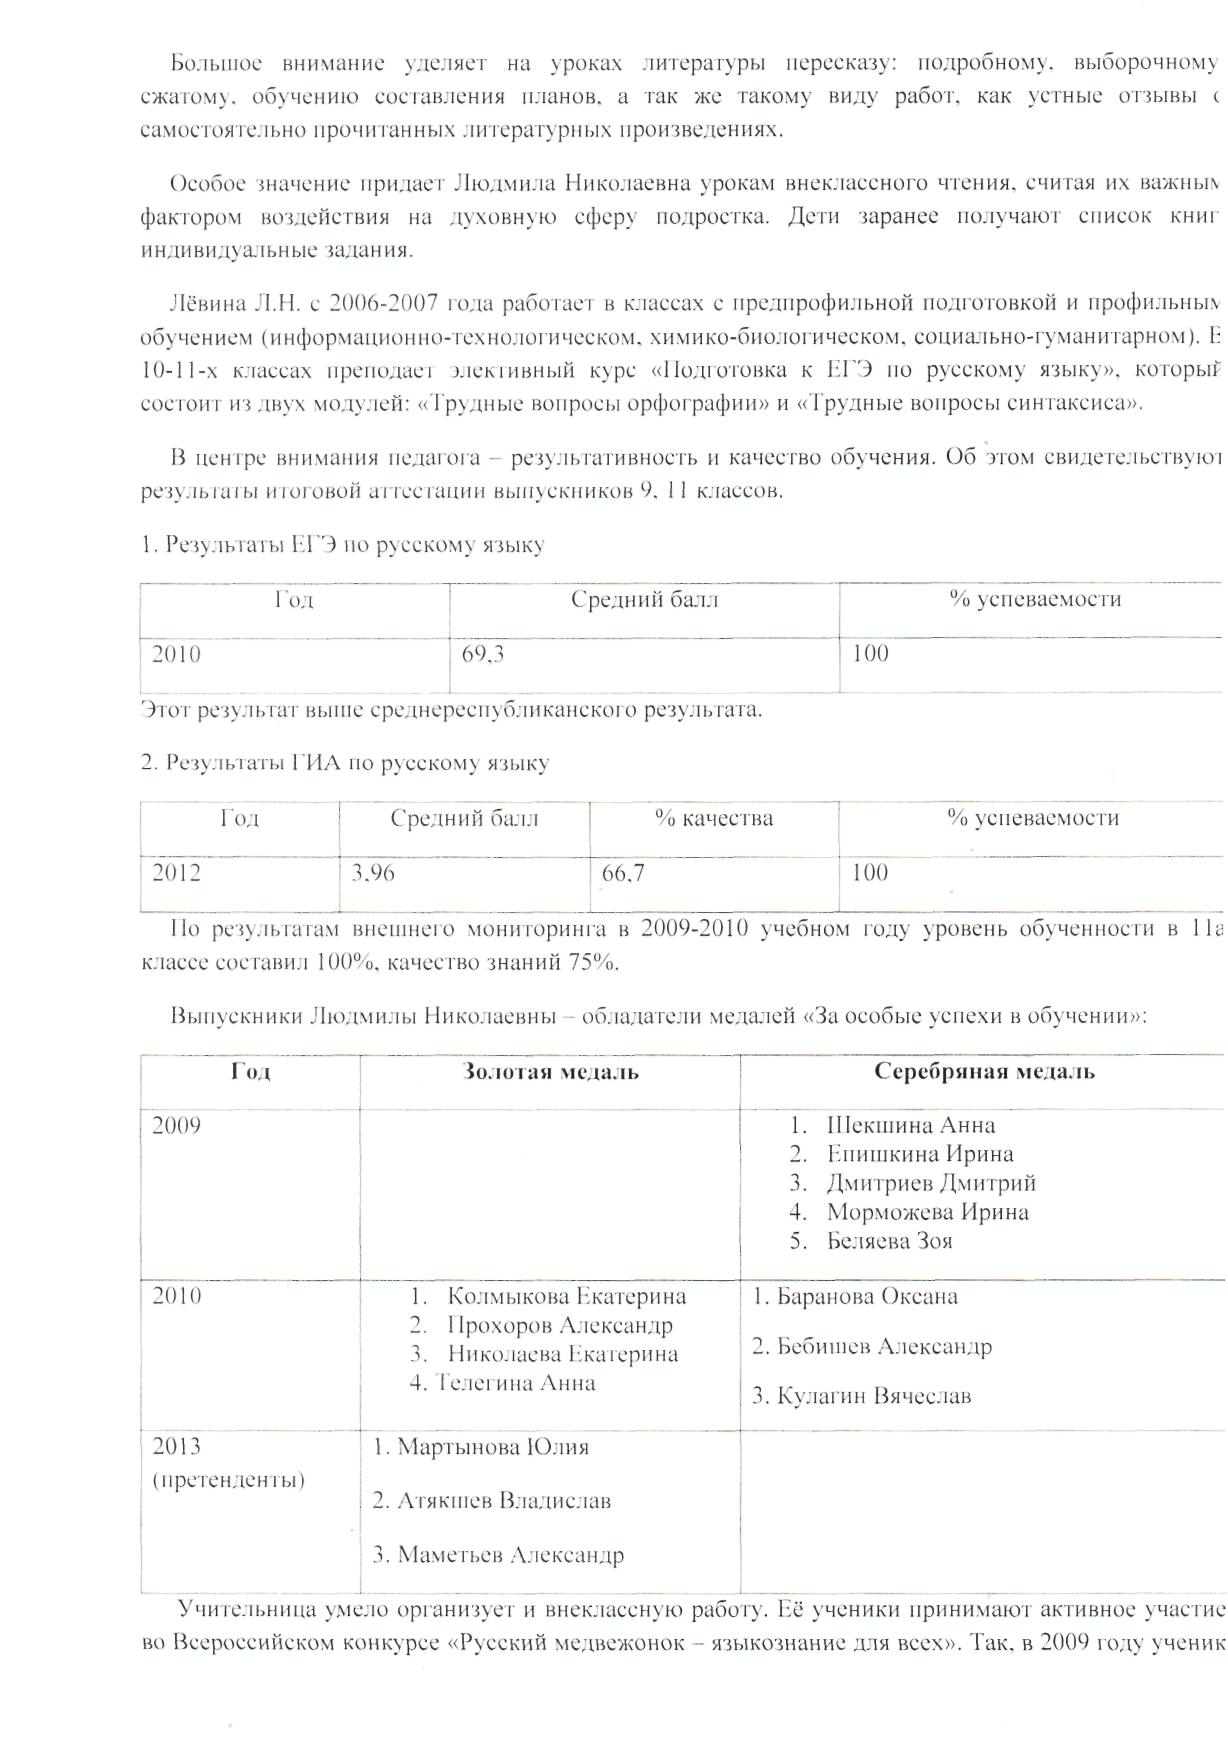 Большое внимание уделяет на уроках литературы пересказу: подробному, выборочному
сжатому, обучению составления планов, а так же такому виду работ, как устные отзывы о
самостоятельно прочитанных литературных произведениях.
Особое значение придает Людмила Николаевна урокам внеклассного чтения, считая их важным
фактором воздействия на духовную сферу подростка. Дети заранее получают список книг
индивидуальные задания.
Лёвина Л.Н. с 2006-2007 года работает в классах с предпрофильной подготовкой и профильным
обучением (информационно-технологическом, химико-биологическом, социально-гуманитарном). В
10-11-х классах преподает элективный курс «Подготовка к ЕГЭ по русскому языку», который
состоит из двух модулей: «Трудные вопросы орфографии» и «Трудные вопросы синтаксиса».
В центре внимания педагога – результативность и качество обучения. Об этом свидетельствуют
результаты итоговой аттестации выпускников 9, 11 классов.
1. Результаты ЕГЭ по русскому языку
Год Средний балл % успеваемости
2010 69,3 100
Этот результат выше среднереспубликанского результата.
2. Результаты ГИА по русскому языку
Год Средний балл % качества % успеваемости
2012 3,96 66,7 100
По результатам внешнего мониторинга в 2009-2010 учебном году уровень обученности в 11а
классе составил 100%, качество знаний 75%.
Выпускники Людмилы Николаевны – обладатели медалей «За особые успехи в обучении»:
Год Золотая медаль Серебряная медаль
2009
1. Шекшина Анна
2. Епишкина Ирина
3. Дмитриев Дмитрий
4. Морможева Ирина
5. Беляева Зоя
2010
1. Колмыкова Екатерина
2. Прохоров Александр
3. Николаева Екатерина
4. Телегина Анна
1. Баранова Оксана
2. Бебишев Александр
3. Кулагин Вячеслав
2013
(претенденты)
1. Мартынова Юлия
2. Атякшев Владислав
3. Маметьев Александр
Учительница умело организует и внеклассную работу. Её ученики принимают активное участие
во Всероссийском конкурсе «Русский медвежонок – языкознание для всех». Так, в 2009 году ученик